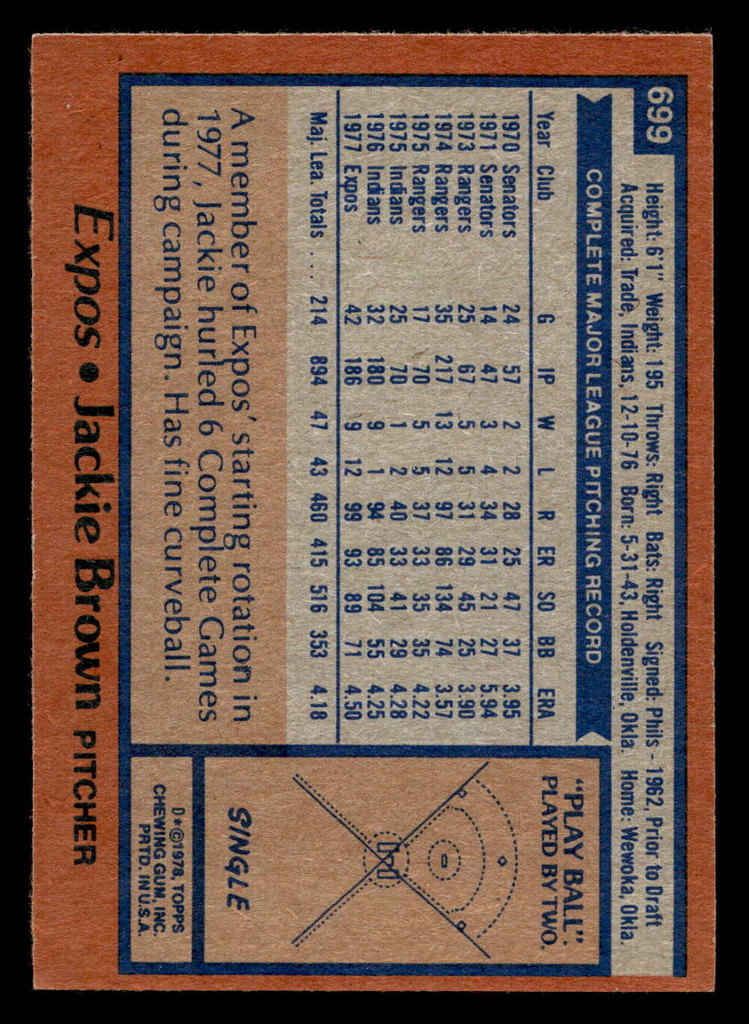 699
Height: 6'1" Weight: 195 Throws: Right Bats: Right Signed: Phils - 1962, Prior to Draft
Acquired: Trade, Indians, 12-10-76 Born: 5-31-43, Holdenville, Okla. Home: Wewoka, Okla.
COMPLETE MAJOR LEAGUE PITCHING RECORD
Year Club G IP W L R ER SO BB ERA
1970 Senators 24 57 2 2 28 25 47 37 3.95
1971 Senators 14 47 3 4 34 31 21 27 5.94
1973 Rangers 25 67 5 5 31 29 45 25 3.90
1974 Rangers 35 217 13 12 97 86 134 74 3.57
1975 Rangers 17 70 5 5 37 33 35 35 4.22
1975 Indians 25 70 1 2 40 33 41 29 4.28
1976 Indians 32 180 9 1 94 85 104 55 4.25
1977 Expos 42 186 9 12 99 93 89 71 4.50
Maj. Lea. Totals .... 214 894 47 43 460 415 516 353 4.18
A member of Expos' starting rotation in
1977, Jackie hurled 6 Complete Games
during campaign. Has fine curveball.
"PLAY BALL".
PLAYED BY TWO.
SINGLE
D*©1978, TOPPS
CHEWING GUM, INC.
PRTD. IN U.S.A.
Expos • Jackie Brown PITCHER